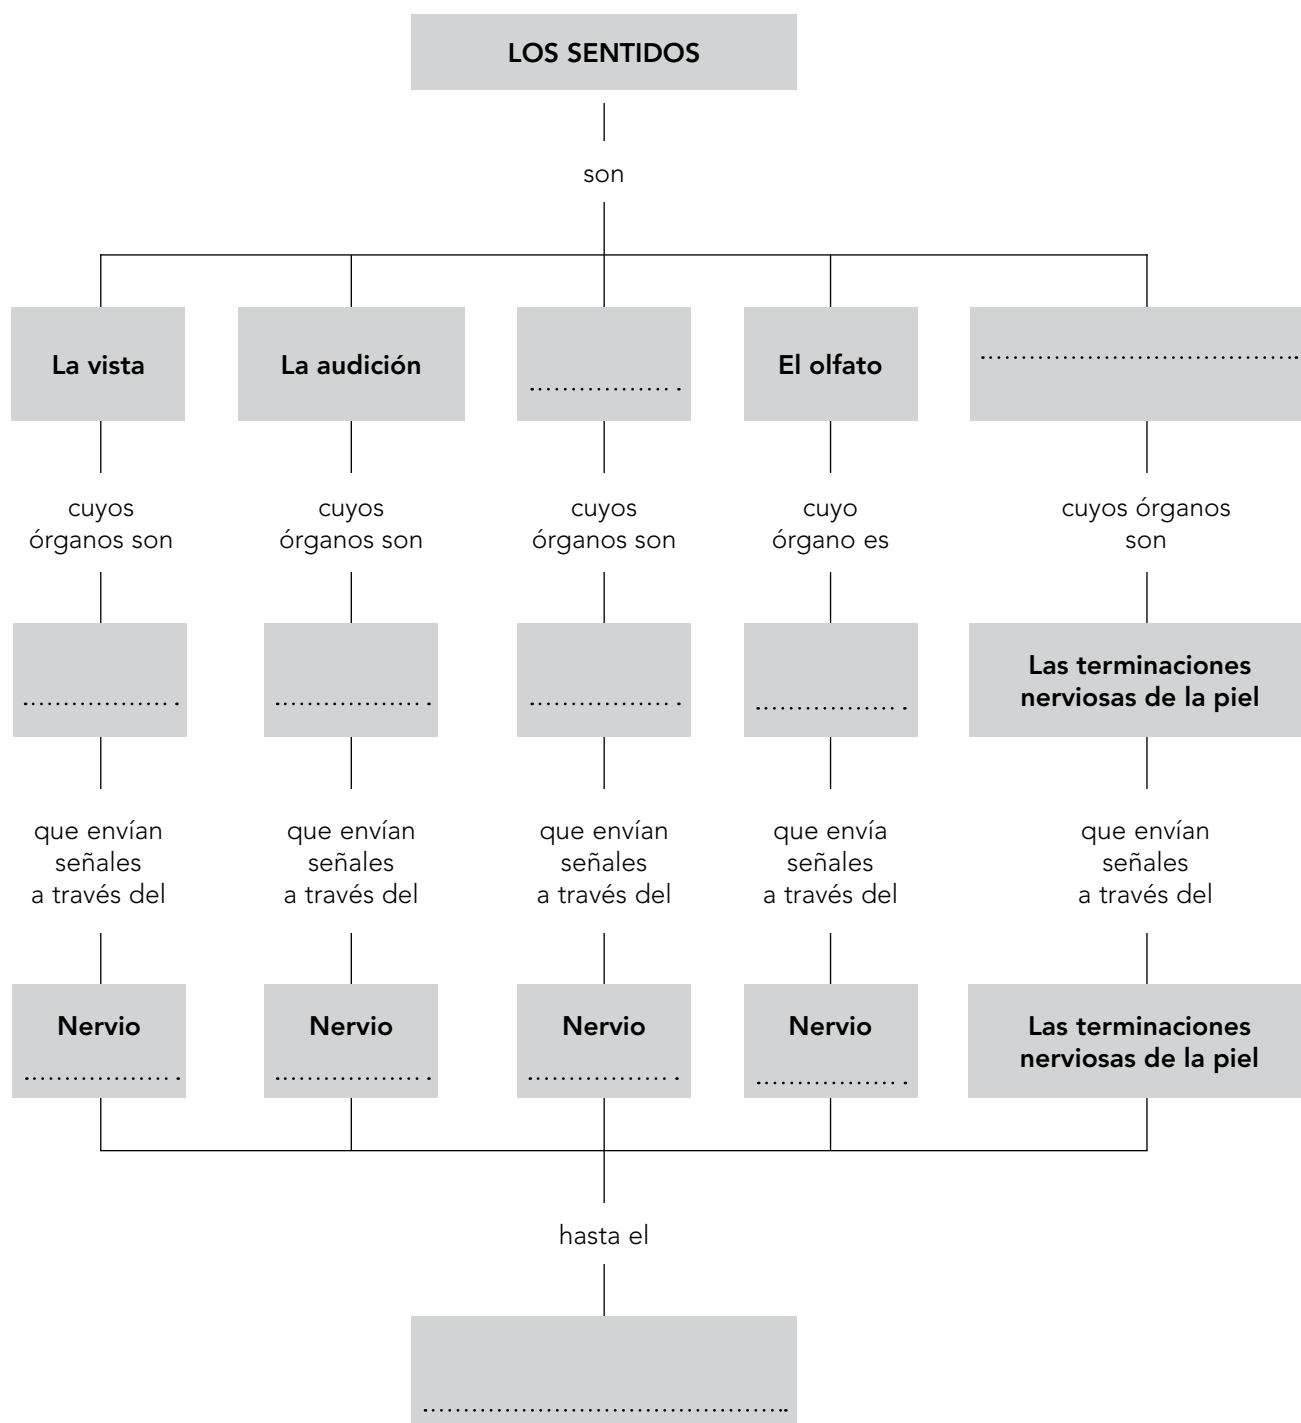 LOS SENTIDOS
son
La vista
La audición
.................. .
El olfato
........................................
cuyos
órganos son
cuyos
órganos son
cuyos
órganos son
cuyo
órgano es
cuyos órganos
son
.................. .
.................. .
.................. .
.................. .
Las terminaciones
nerviosas de la piel
que envían
señales
a través del
que envían
señales
a través del
que envían
señales
a través del
que envía
señales
a través del
que envían
señales
a través del
Nervio
.................. .
Nervio
.................. .
Nervio
.................. .
Nervio
.................. .
Las terminaciones
nerviosas de la piel
hasta el
..............................................